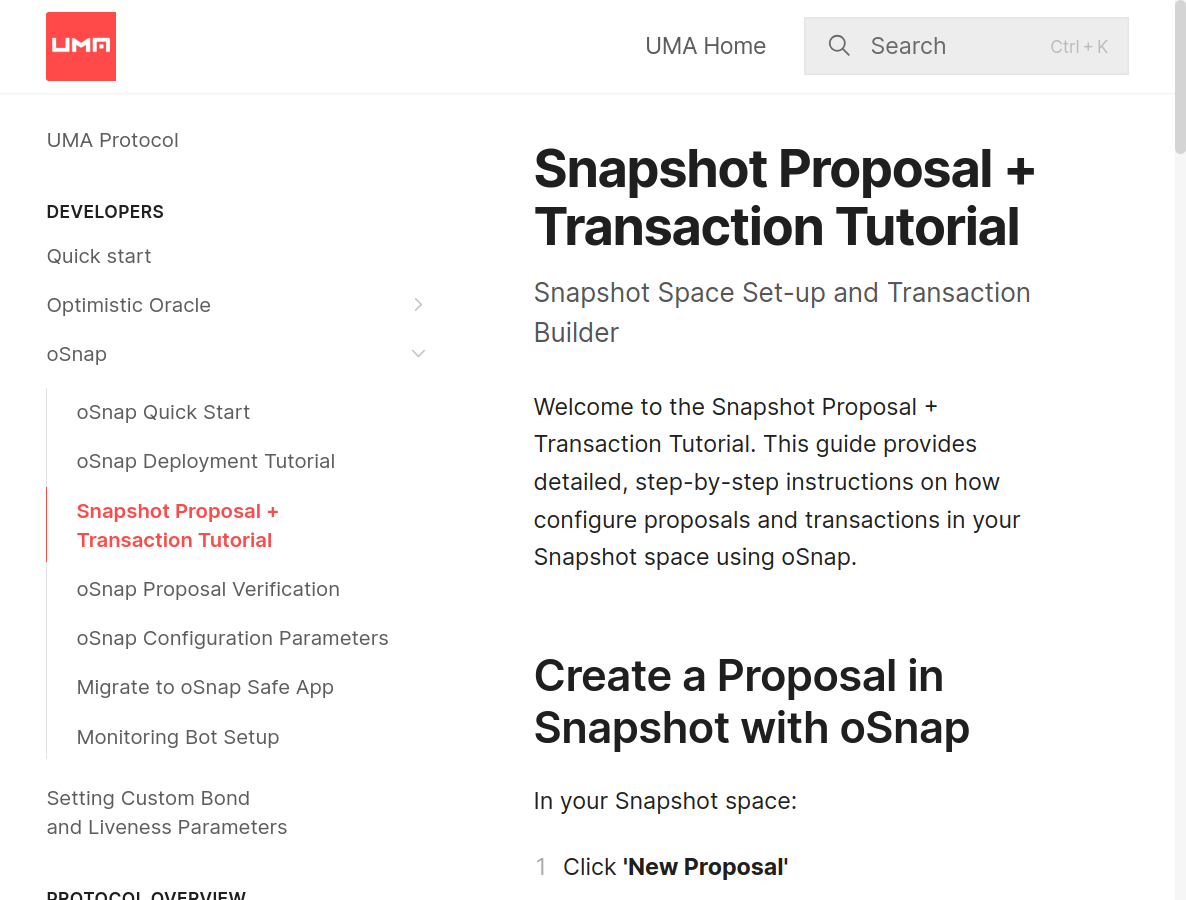 UMA
UMA Home
Search
Ctrl + K
UMA Protocol
DEVELOPERS
Quick start
Optimistic Oracle
oSnap
oSnap Quick Start
oSnap Deployment Tutorial
Snapshot Proposal +
Transaction Tutorial
oSnap Proposal Verification
oSnap Configuration Parameters
Migrate to oSnap Safe App
Monitoring Bot Setup
Setting Custom Bond
and Liveness Parameters
PROTOCOL OVERVIEW
Snapshot Proposal +
Transaction Tutorial
Snapshot Space Set-up and Transaction
Builder
Welcome to the Snapshot Proposal +
Transaction Tutorial. This guide provides
detailed, step-by-step instructions on how
configure proposals and transactions in your
Snapshot space using oSnap.
Create a Proposal in
Snapshot with oSnap
In your Snapshot space:
1 Click 'New Proposal'